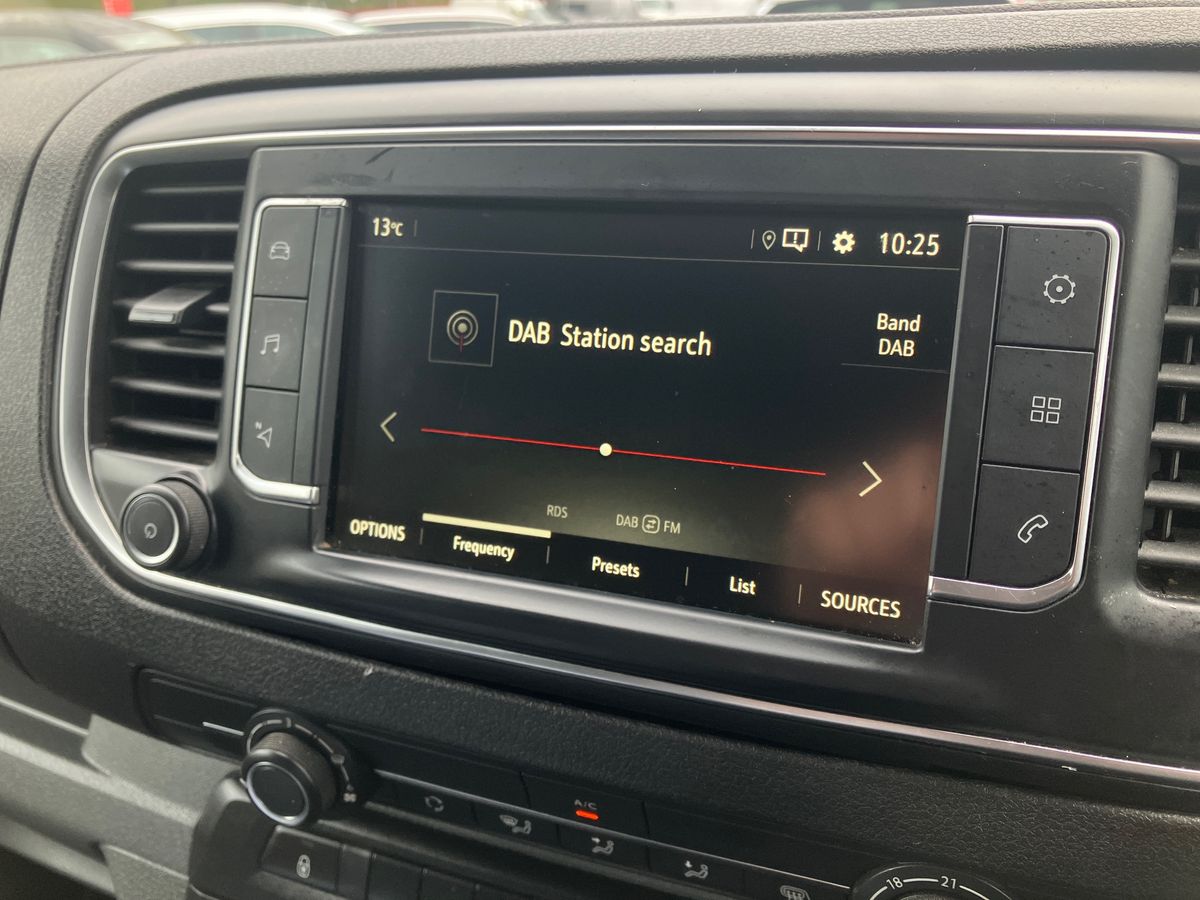 13°C
10:25
DAB Station search
Band
DAB
N
RDS
DAB FM
OPTIONS
Frequency
Presets
List
SOURCES
A/C
18 21